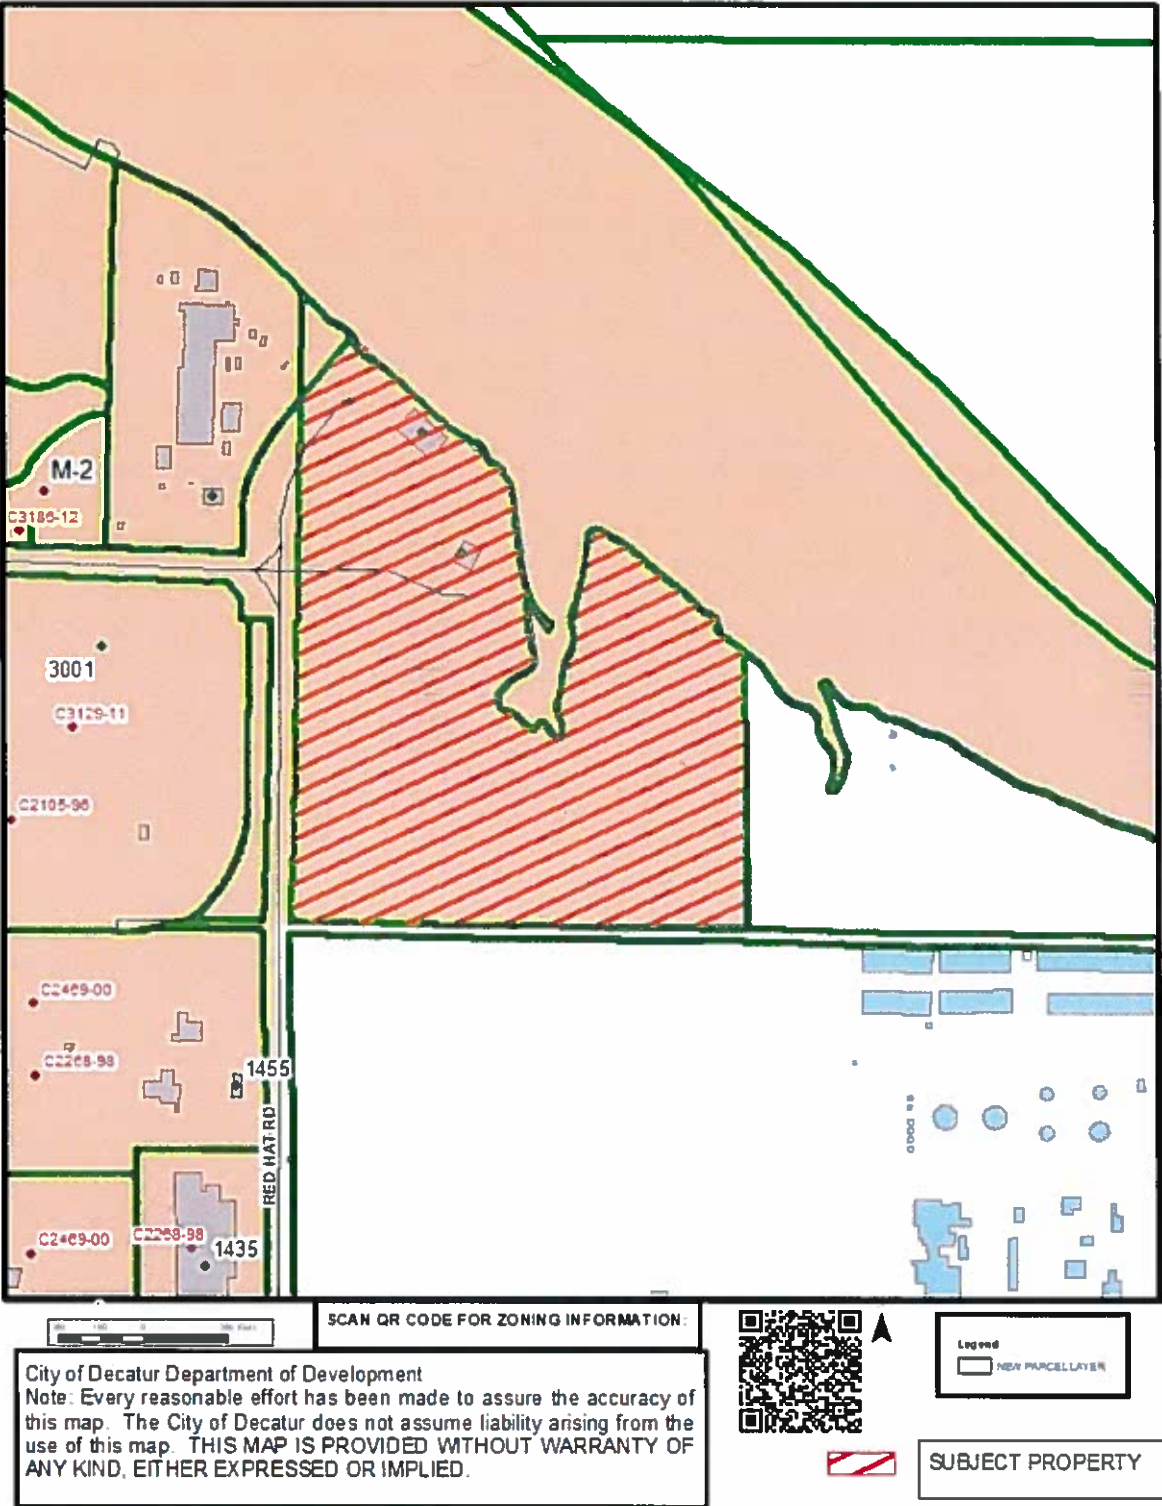 M-2
C3186-12
3001
C3129-11
C2105-96
C2469-00
C2268-98
1455
RED HAT RD
C2469-00
C2268-98
1435
SCAN QR CODE FOR ZONING INFORMATION:
Legend
NEW PARCEL LAYER
City of Decatur Department of Development
Note: Every reasonable effort has been made to assure the accuracy of
this map. The City of Decatur does not assume liability arising from the
use of this map. THIS MAP IS PROVIDED WITHOUT WARRANTY OF
ANY KIND, EITHER EXPRESSED OR IMPLIED.
SUBJECT PROPERTY